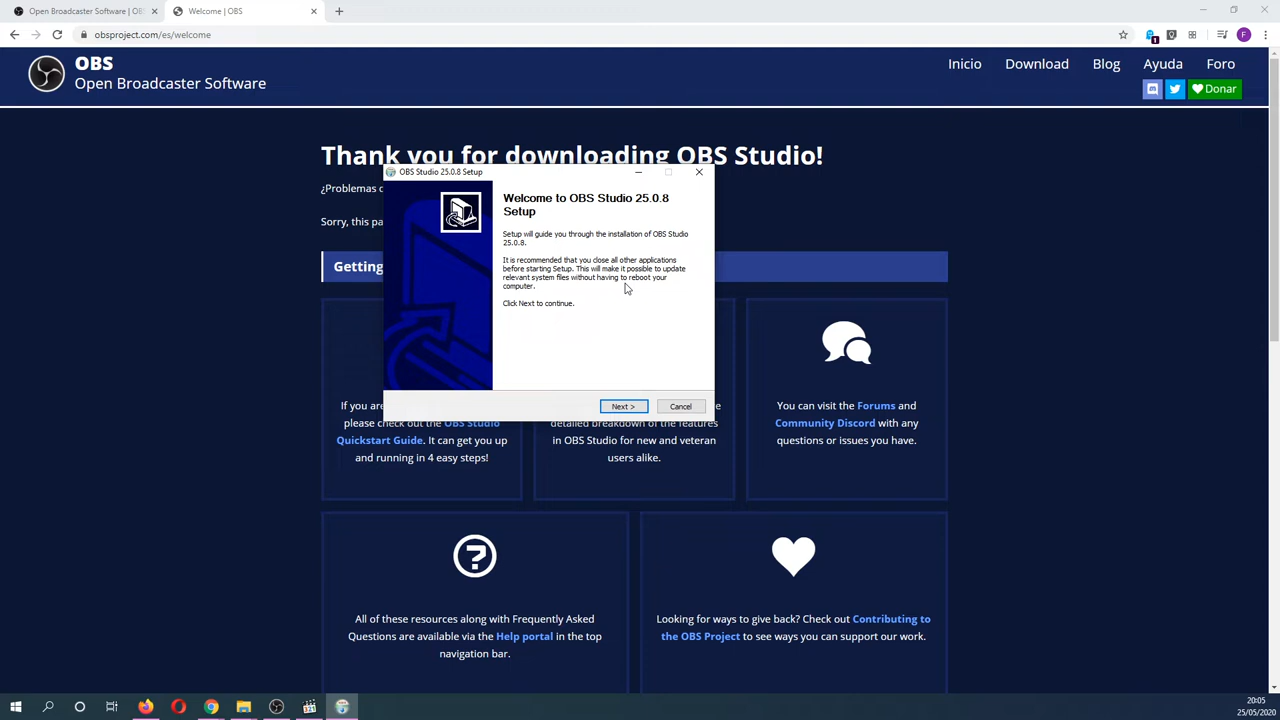 Open Broadcaster Software | OB
Welcome | OBS
obsproject.com/es/welcome
1
F
OBS
Open Broadcaster Software
Inicio
Download
Blog
Ayuda
Foro
Donar
Thank you for downloading OBS Studio!
¿Problemas
Sorry, this pa
Getting
OBS Studio 25.0.8 Setup
Welcome to OBS Studio 25.0.8
Setup
Setup will guide you through the installation of OBS Studio
25.0.8.
It is recommended that you close all other applications
before starting Setup. This will make it possible to update
relevant system files without having to reboot your
computer.
Click Next to continue.
Next >
Cancel
If you are
please check out the OBS Studio
Quickstart Guide. It can get you up
and running in 4 easy steps!
detailed breakdown of the features
in OBS Studio for new and veteran
users alike.
You can visit the Forums and
Community Discord with any
questions or issues you have.
All of these resources along with Frequently Asked
Questions are available via the Help portal in the top
navigation bar.
Looking for ways to give back? Check out Contributing to
the OBS Project to see ways you can support our work.
20:05
25/05/2020